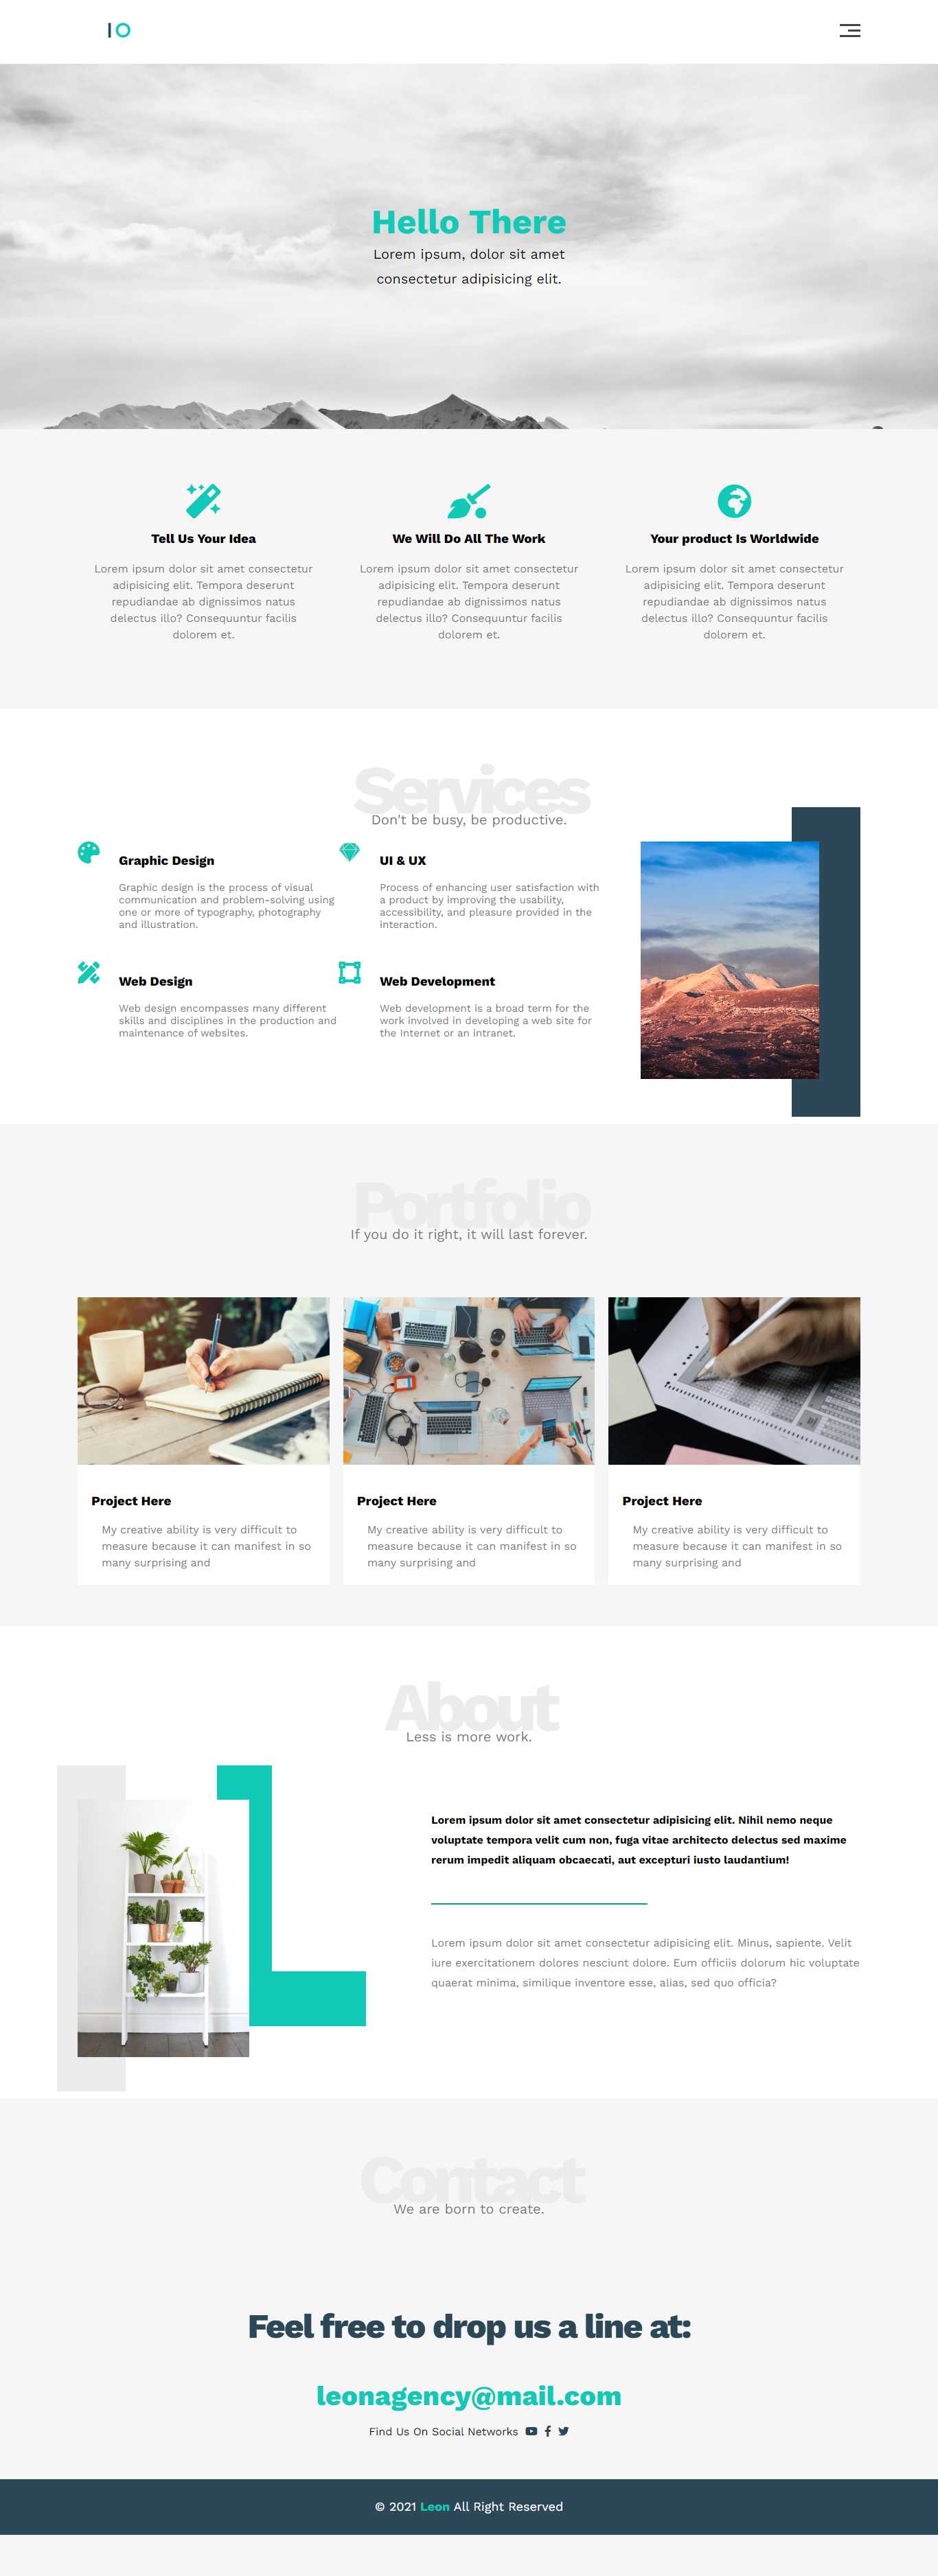 IO
Hello There
Lorem ipsum, dolor sit amet
consectetur adipisicing elit.
Tell Us Your Idea
Lorem ipsum dolor sit amet consectetur
adipisicing elit. Tempora deserunt
repudiandae ab dignissimos natus
delectus illo? Consequuntur facilis
dolorem et.
We Will Do All The Work
Lorem ipsum dolor sit amet consectetur
adipisicing elit. Tempora deserunt
repudiandae ab dignissimos natus
delectus illo? Consequuntur facilis
dolorem et.
Your product Is Worldwide
Lorem ipsum dolor sit amet consectetur
adipisicing elit. Tempora deserunt
repudiandae ab dignissimos natus
delectus illo? Consequuntur facilis
dolorem et.
Services
Don't be busy, be productive.
Graphic Design
Graphic design is the process of visual
communication and problem-solving using
one or more of typography, photography
and illustration.
UI & UX
Process of enhancing user satisfaction with
a product by improving the usability,
accessibility, and pleasure provided in the
interaction.
Web Design
Web design encompasses many different
skills and disciplines in the production and
maintenance of websites.
Web Development
Web development is a broad term for the
work involved in developing a web site for
the Internet or an intranet.
Portfolio
If you do it right, it will last forever.
Project Here
My creative ability is very difficult to
measure because it can manifest in so
many surprising and
Project Here
My creative ability is very difficult to
measure because it can manifest in so
many surprising and
Project Here
My creative ability is very difficult to
measure because it can manifest in so
many surprising and
About
Less is more work.
Lorem ipsum dolor sit amet consectetur adipisicing elit. Nihil nemo neque
voluptate tempora velit cum non, fuga vitae architecto delectus sed maxime
rerum impedit aliquam obcaecati, aut excepturi iusto laudantium!
Lorem ipsum dolor sit amet consectetur adipisicing elit. Minus, sapiente. Velit
iure exercitationem dolores nesciunt dolore. Eum officiis dolorum hic voluptate
quaerat minima, similique inventore esse, alias, sed quo officia?
Contact
We are born to create.
Feel free to drop us a line at:
leonagency@mail.com
Find Us On Social Networks
© 2021 Leon All Right Reserved